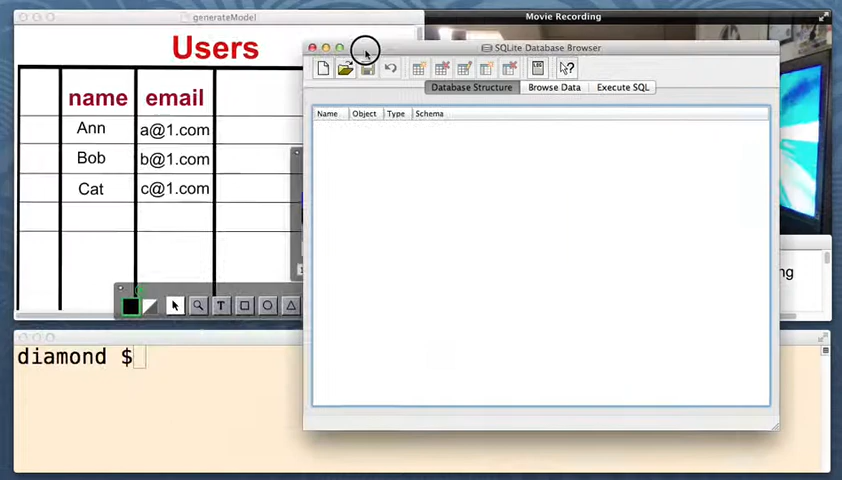 generateModel
Movie Recording
Users
SQLite Database Browser
name email
Database Structure Browse Data Execute SQL
Name Object Type Schema
Ann a@1.com
Bob b@1.com
Cat c@1.com
ng
T
diamond $